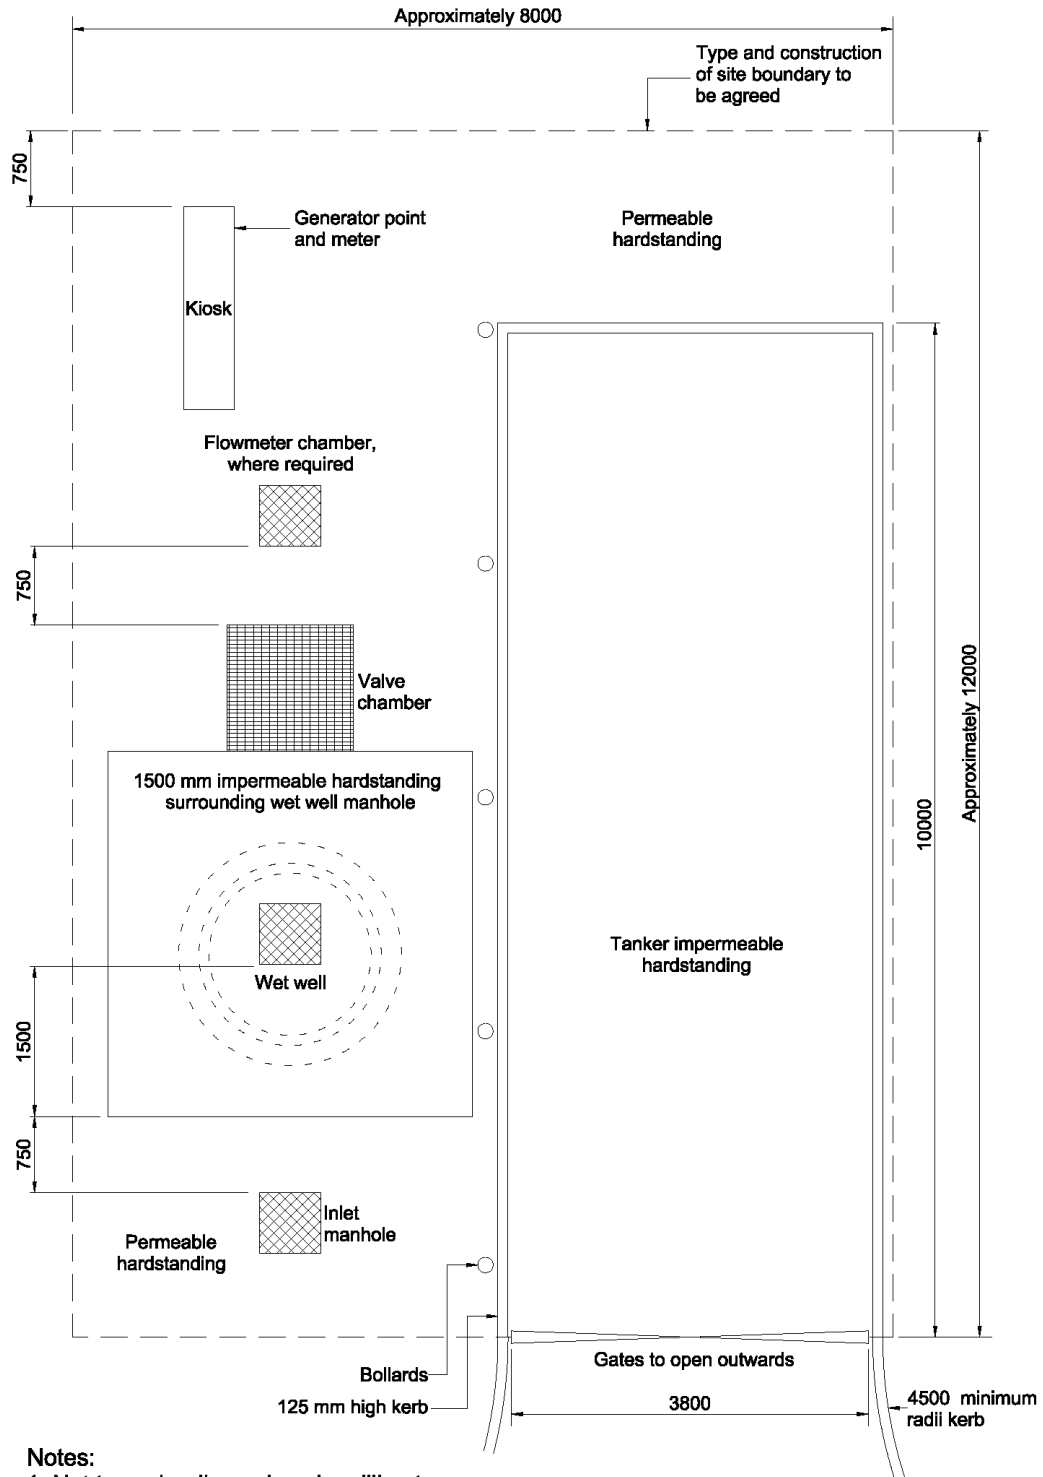 Approximately 8000
Type and construction
of site boundary to
be agreed
750
Generator point
and meter
Permeable
hardstanding
Kiosk
Flowmeter chamber,
where required
750
Valve
chamber
Approximately 12000
10000
1500 mm impermeable hardstanding
surrounding wet well manhole
Tanker impermeable
hardstanding
Wet well
1500
750
Inlet
manhole
Permeable
hardstanding
Gates to open outwards
Bollards
125 mm high kerb
3800
4500 minimum
radii kerb
Notes: